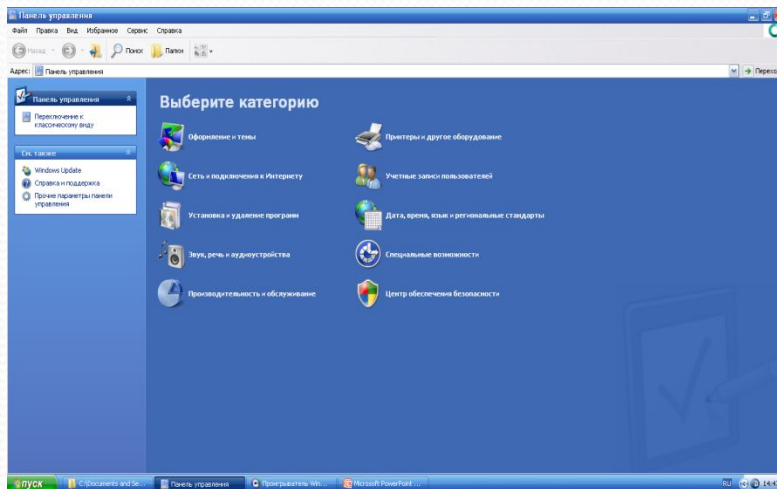 Панель управления
Файл Правка Вид Избранное Сервис Справка
Назад Поиск Папки
Адрес: Панель управления
Панель управления
Переключение к
классическому виду
См. также
Windows Update
Справка и поддержка
Прочие параметры панели
управления
Выберите категорию
Оформление и темы
Принтеры и другое оборудование
Сеть и подключения к Интернету
Учетные записи пользователей
Установка и удаление программ
Дата, время, язык и региональные стандарты
Звук, речь и аудиоустройства
Специальные возможности
Производительность и обслуживание
Центр обеспечения безопасности
пуск C:\Documents and Se... Панель управления Проигрыватель Win... Microsoft PowerPoint ... RU